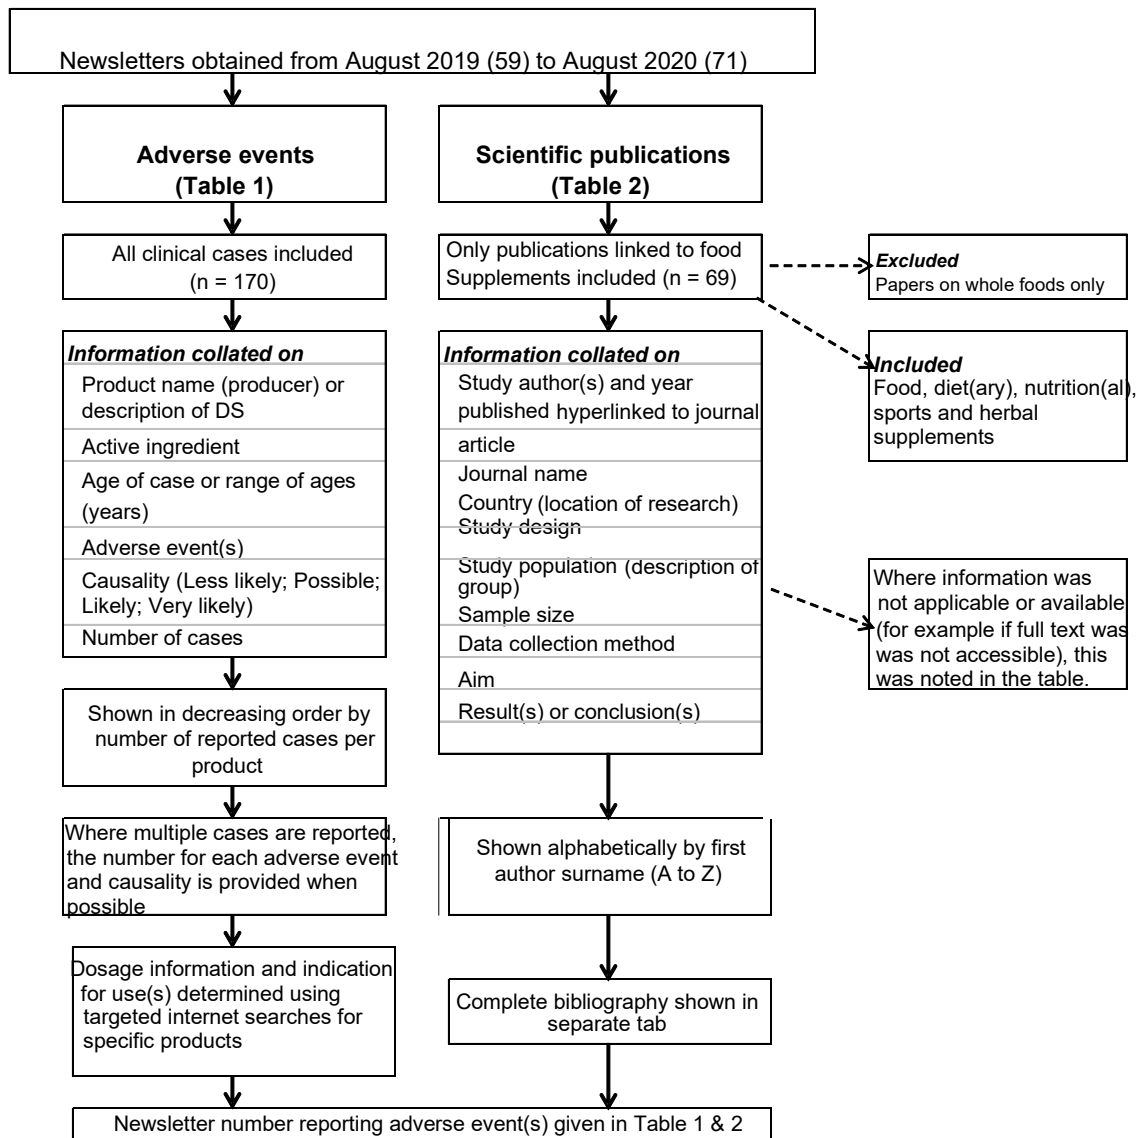 Newsletters obtained from August 2019 (59) to August 2020 (71)
Adverse events
(Table 1)
All clinical cases included
(n = 170)
Information collated on
Product name (producer) or
description of DS
Active ingredient
Age of case or range of ages
(years)
Adverse event(s)
Causality (Less likely; Possible;
Likely; Very likely)
Number of cases
Shown in decreasing order by
number of reported cases per
product
Where multiple cases are reported,
the number for each adverse event
and causality is provided when
possible
Dosage information and indication
for use(s) determined using
targeted internet searches for
specific products
Scientific publications
(Table 2)
Only publications linked to food
Supplements included (n = 69)
Information collated on
Study author(s) and year
published hyperlinked to journal
article
Journal name
Country (location of research)
Study design
Study population (description of
group)
Sample size
Data collection method
Aim
Result(s) or conclusion(s)
Shown alphabetically by first
author surname (A to Z)
Complete bibliography shown in
separate tab
Excluded
Papers on whole foods only
Included
Food, diet(ary), nutrition(al),
sports and herbal
supplements
Where information was
not applicable or available
(for example if full text was
was not accessible), this
was noted in the table.
Newsletter number reporting adverse event(s) given in Table 1 & 2